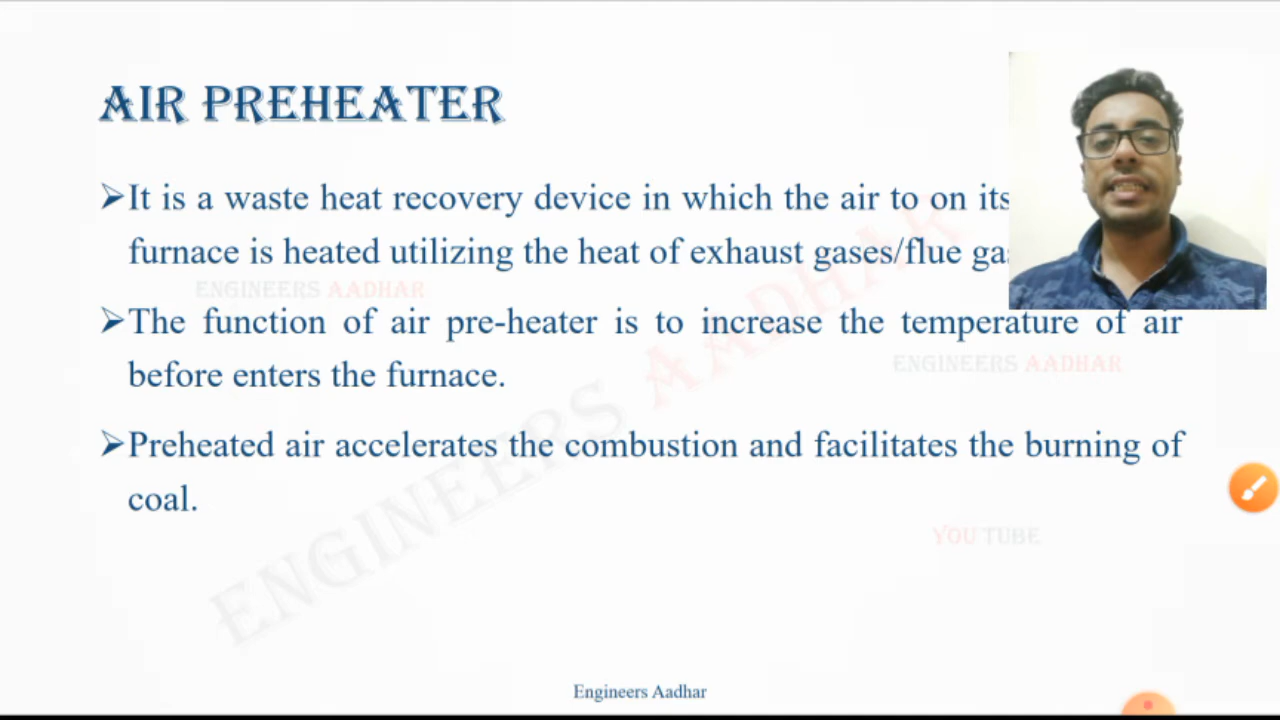 AIR PREHEATER
➢It is a waste heat recovery device in which the air to on its
furnace is heated utilizing the heat of exhaust gases/flue
ENGINEERS AADHAR
➢The function of air pre-heater is to increase the temperature of air
ENGINEERS AADHAR
before enters the furnace.
➢Preheated air accelerates the combustion and facilitates the burning of
coal.
ENGINEERS AADHAR
YOU TUBE
Engineers Aadhar